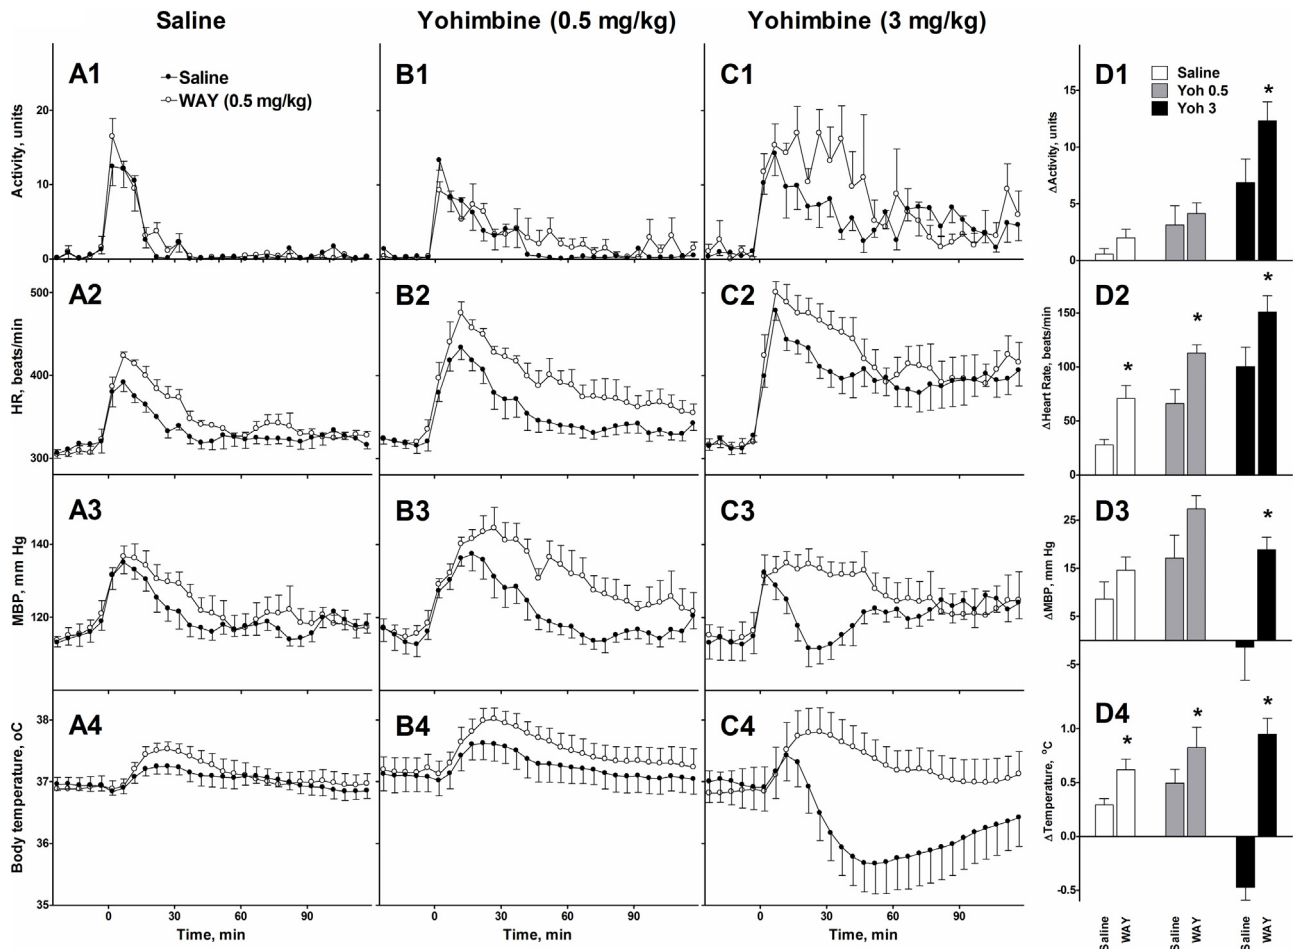 Saline
Yohimbine (0.5 mg/kg)
Yohimbine (3 mg/kg)
A1
Saline
WAY (0.5 mg/kg)
B1
C1
D1
Saline
Yoh 0.5
Yoh 3
*
Activity, units
20
10
0
ΔActivity, units
15
10
5
0
A2
B2
C2
D2
* * *
HR, beats/min
500
400
300
ΔHeart Rate, beats/min
150
100
50
0
A3
B3
C3
D3
*
MBP, mm Hg
140
120
ΔMBP, mm Hg
25
15
5
-5
A4
B4
C4
D4
* * *
Body temperature, oC
38
37
36
35
ΔTemperature, °C
1.0
0.5
0.0
-0.5
0 30 60 90
0 30 60 90
0 30 60 90
Time, min
Time, min
Time, min
Saline WAY Saline WAY Saline WAY